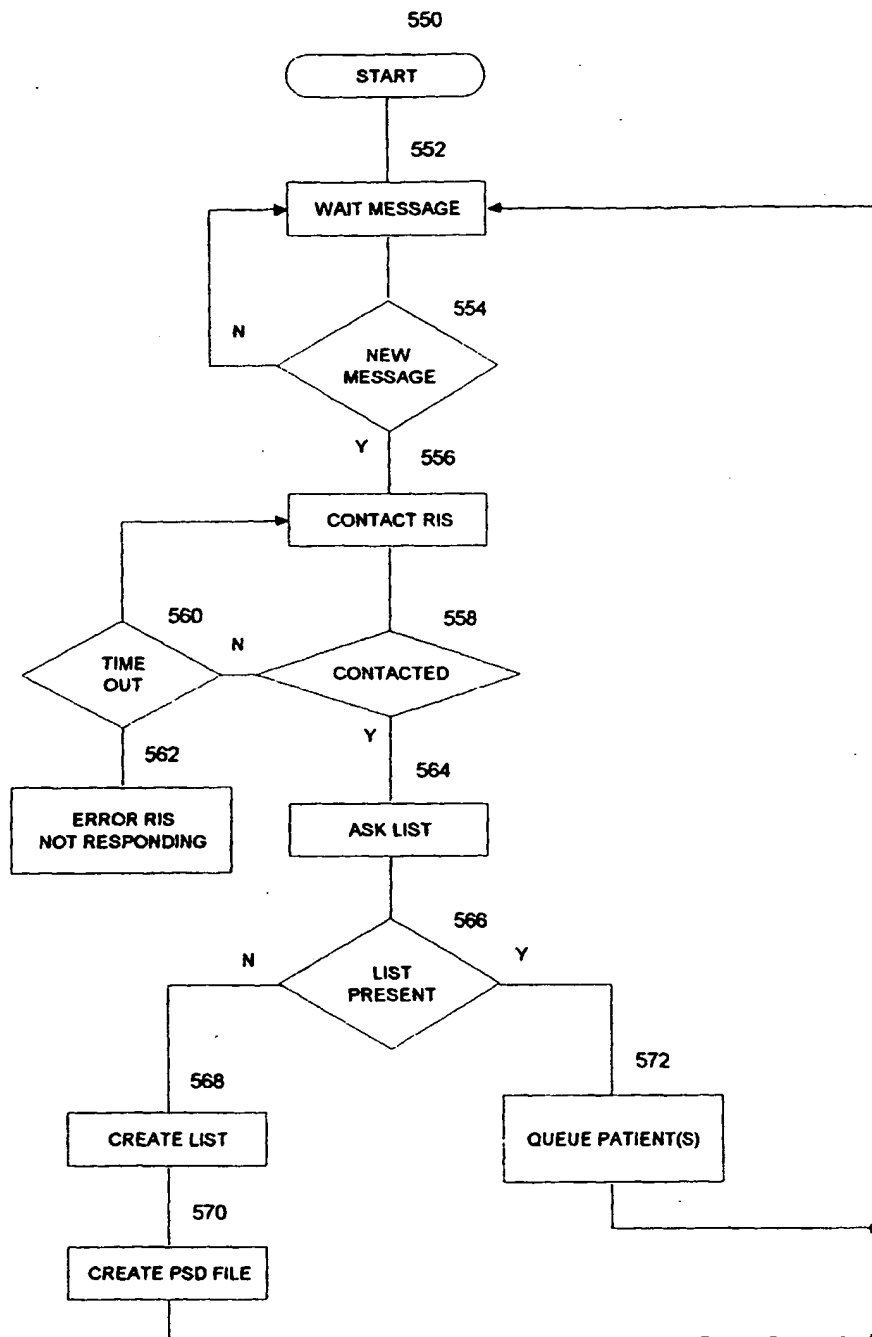 550
START
552
WAIT MESSAGE
554
N
NEW
MESSAGE
Y
556
CONTACT RIS
560
N
558
TIME
OUT
CONTACTED
562
Y
564
ERROR RIS
NOT RESPONDING
ASK LIST
566
N
Y
LIST
PRESENT
572
568
CREATE LIST
QUEUE PATIENT(S)
570
CREATE PSD FILE